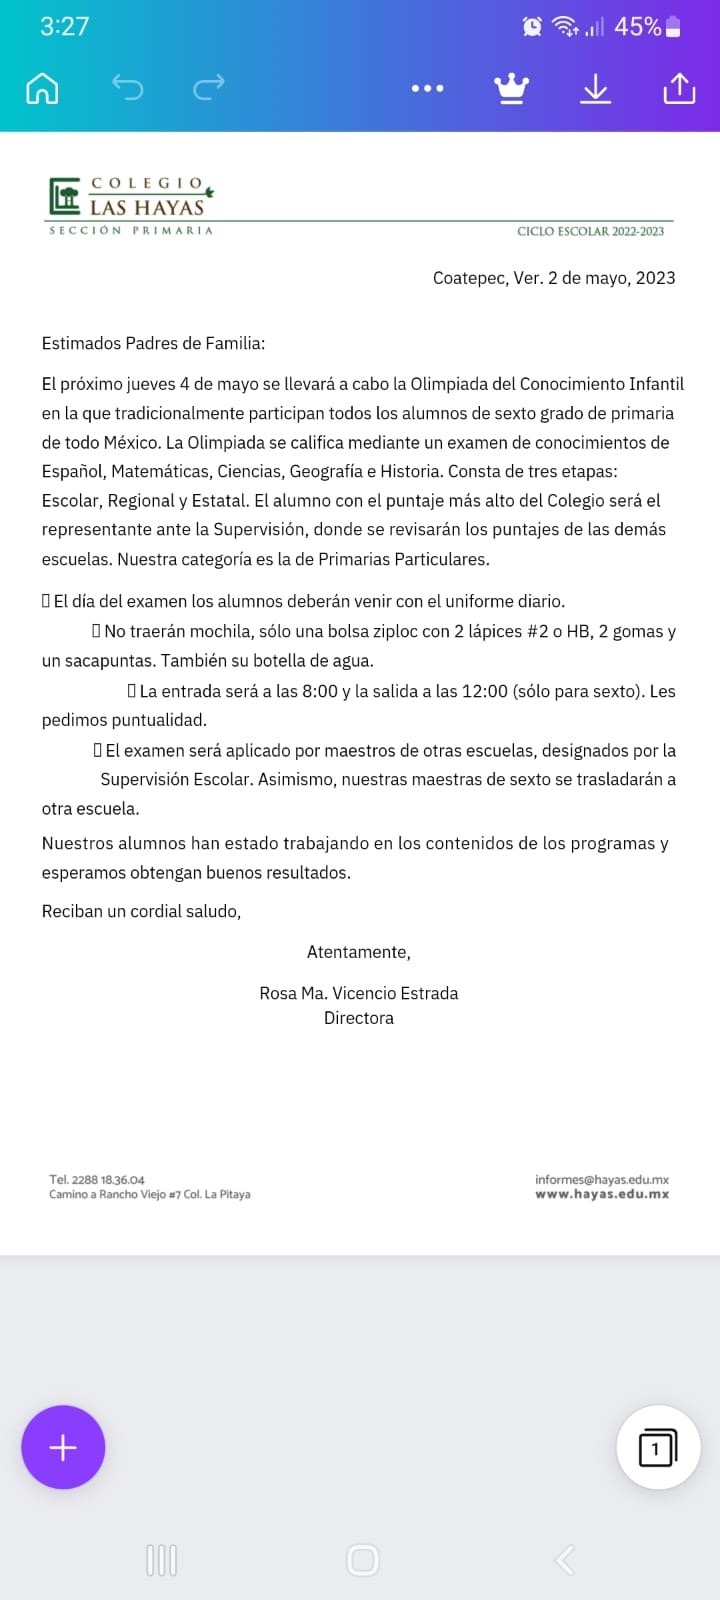 3:27
45%
COLEGIO
LAS HAYAS
SECCIÓN PRIMARIA
CICLO ESCOLAR 2022-2023
Coatepec, Ver. 2 de mayo, 2023
Estimados Padres de Familia:
El próximo jueves 4 de mayo se llevará a cabo la Olimpiada del Conocimiento Infantil
en la que tradicionalmente participan todos los alumnos de sexto grado de primaria
de todo México. La Olimpiada se califica mediante un examen de conocimientos de
Español, Matemáticas, Ciencias, Geografía e Historia. Consta de tres etapas:
Escolar, Regional y Estatal. El alumno con el puntaje más alto del Colegio será el
representante ante la Supervisión, donde se revisarán los puntajes de las demás
escuelas. Nuestra categoría es la de Primarias Particulares.
El día del examen los alumnos deberán venir con el uniforme diario.
No traerán mochila, sólo una bolsa ziploc con 2 lápices #2 o HB, 2 gomas y
un sacapuntas. También su botella de agua.
La entrada será a las 8:00 y la salida a las 12:00 (sólo para sexto). Les
pedimos puntualidad.
El examen será aplicado por maestros de otras escuelas, designados por la
Supervisión Escolar. Asimismo, nuestras maestras de sexto se trasladarán a
otra escuela.
Nuestros alumnos han estado trabajando en los contenidos de los programas y
esperamos obtengan buenos resultados.
Reciban un cordial saludo,
Atentamente,
Rosa Ma. Vicencio Estrada
Directora
Tel. 2288 18.36.04
Camino a Rancho Viejo #7 Col. La Pitaya
informes@hayas.edu.mx
www.hayas.edu.mx
1